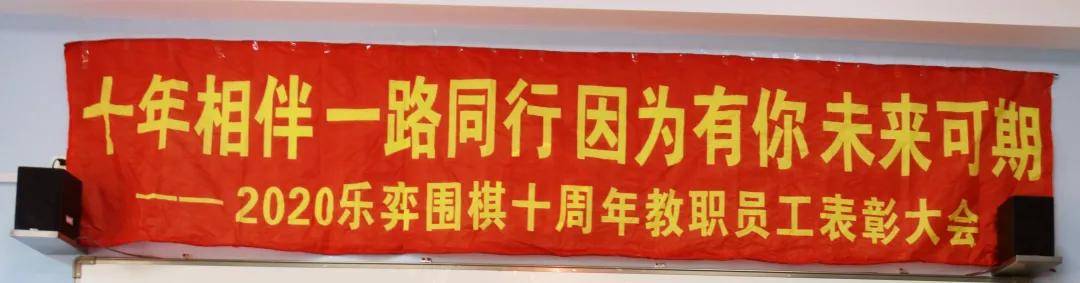 十年相伴 一路同行 因为有你 未来可期
——2020乐弈围棋十周年教职员工表彰大会